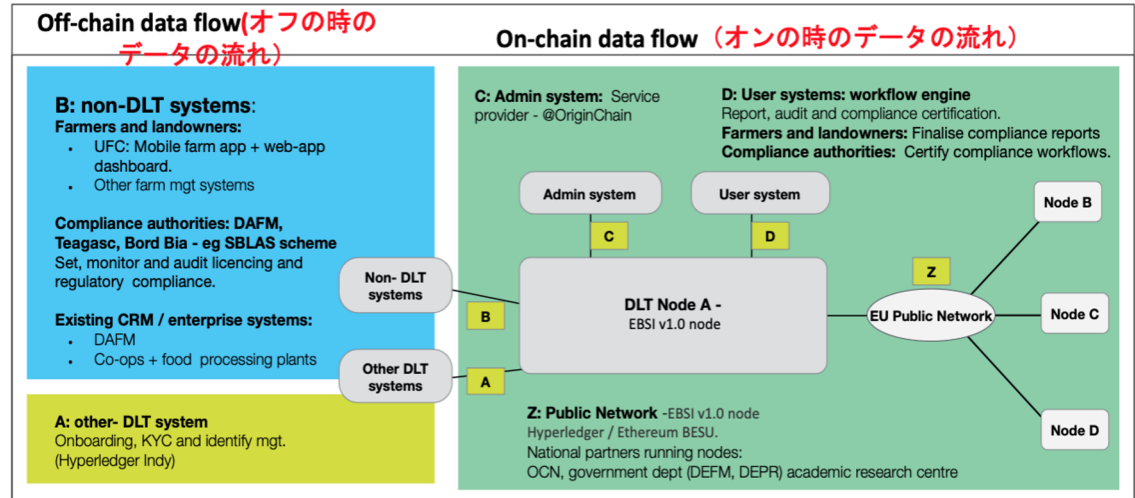 Off-chain data flow(オフの時の
データの流れ）
On-chain data flow （オンの時のデータの流れ）
B: non-DLT systems:
Farmers and landowners:
• UFC: Mobile farm app + web-app
dashboard.
• Other farm mgt systems
Compliance authorities: DAFM,
Teagasc, Bord Bia - eg SBLAS scheme
Set, monitor and audit licencing and
regulatory compliance.
Existing CRM / enterprise systems:
• DAFM
• Co-ops + food processing plants
A: other- DLT system
Onboarding, KYC and identify mgt.
(Hyperledger Indy)
C: Admin system: Service
provider - @OriginChain
D: User systems: workflow engine
Report, audit and compliance certification.
Farmers and landowners: Finalise compliance reports
Compliance authorities: Certify compliance workflows.
Admin system
User system
C
D
Non- DLT
systems
B
Other DLT
systems
A
DLT Node A -
EBSI v1.0 node
Z
EU Public Network
Node B
Node C
Node D
Z: Public Network -EBSI v1.0 node
Hyperledger / Ethereum BESU.
National partners running nodes:
OCN, government dept (DEFM, DEPR) academic research centre